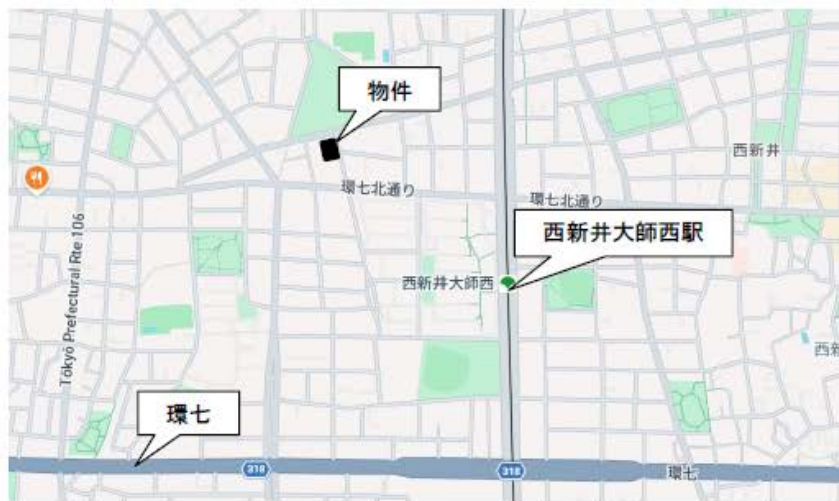 物件
西新井
環七北通り
環七北通り
西新井大師西駅
西新井大師西
Tōkyō Prefectural Rte 106
西新
環七
318
318
環七